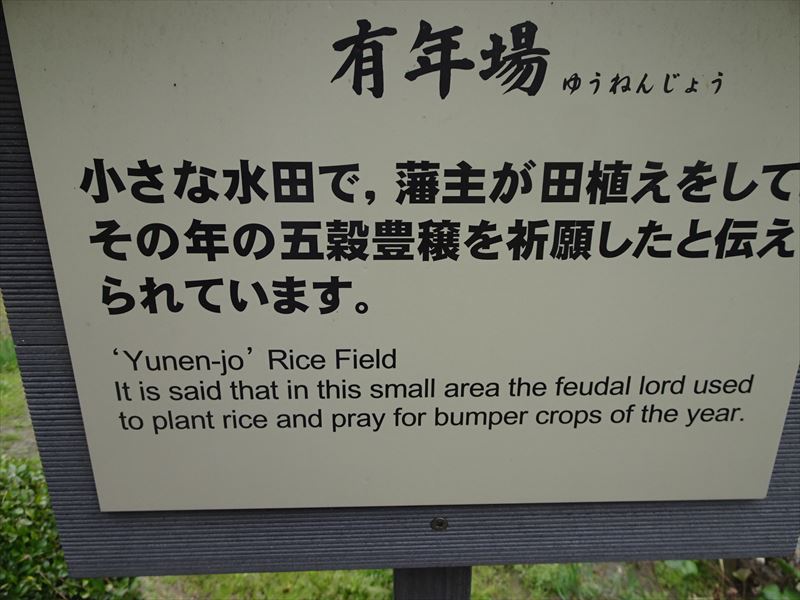 有年場 ゆうねんじょう
小さな水田で，藩主が田植えをして，
その年の五穀豊穣を祈願したと伝え
られています。
‘Yunen-jo’ Rice Field
It is said that in this small area the feudal lord used
to plant rice and pray for bumper crops of the year.